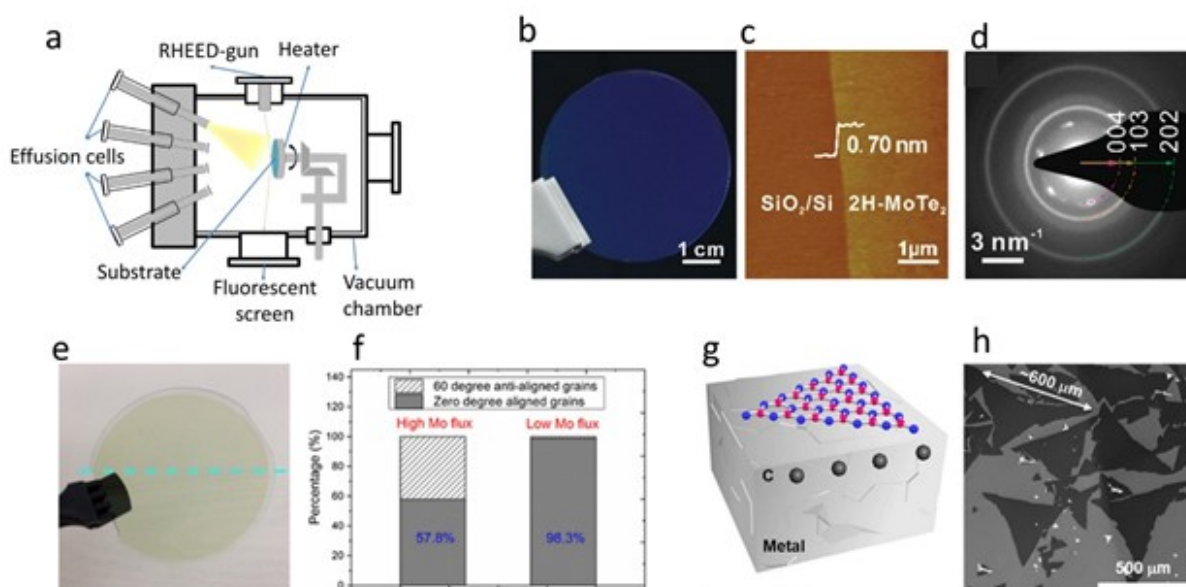 a
RHEED-gun
Heater
Effusion cells
Substrate
Fluorescent
screen
Vacuum
chamber
b
1 cm
c
0.70 nm
SiO₂/Si 2H-MoTe₂
1μm
d
004
103
202
3 nm⁻¹
e
f
Percentage (%)
140
120
100
80
60
40
20
0
60 degree anti-aligned grains
Zero degree aligned grains
High Mo flux
Low Mo flux
57.8%
98.3%
g
C
Metal
h
~600 μm
500 μm